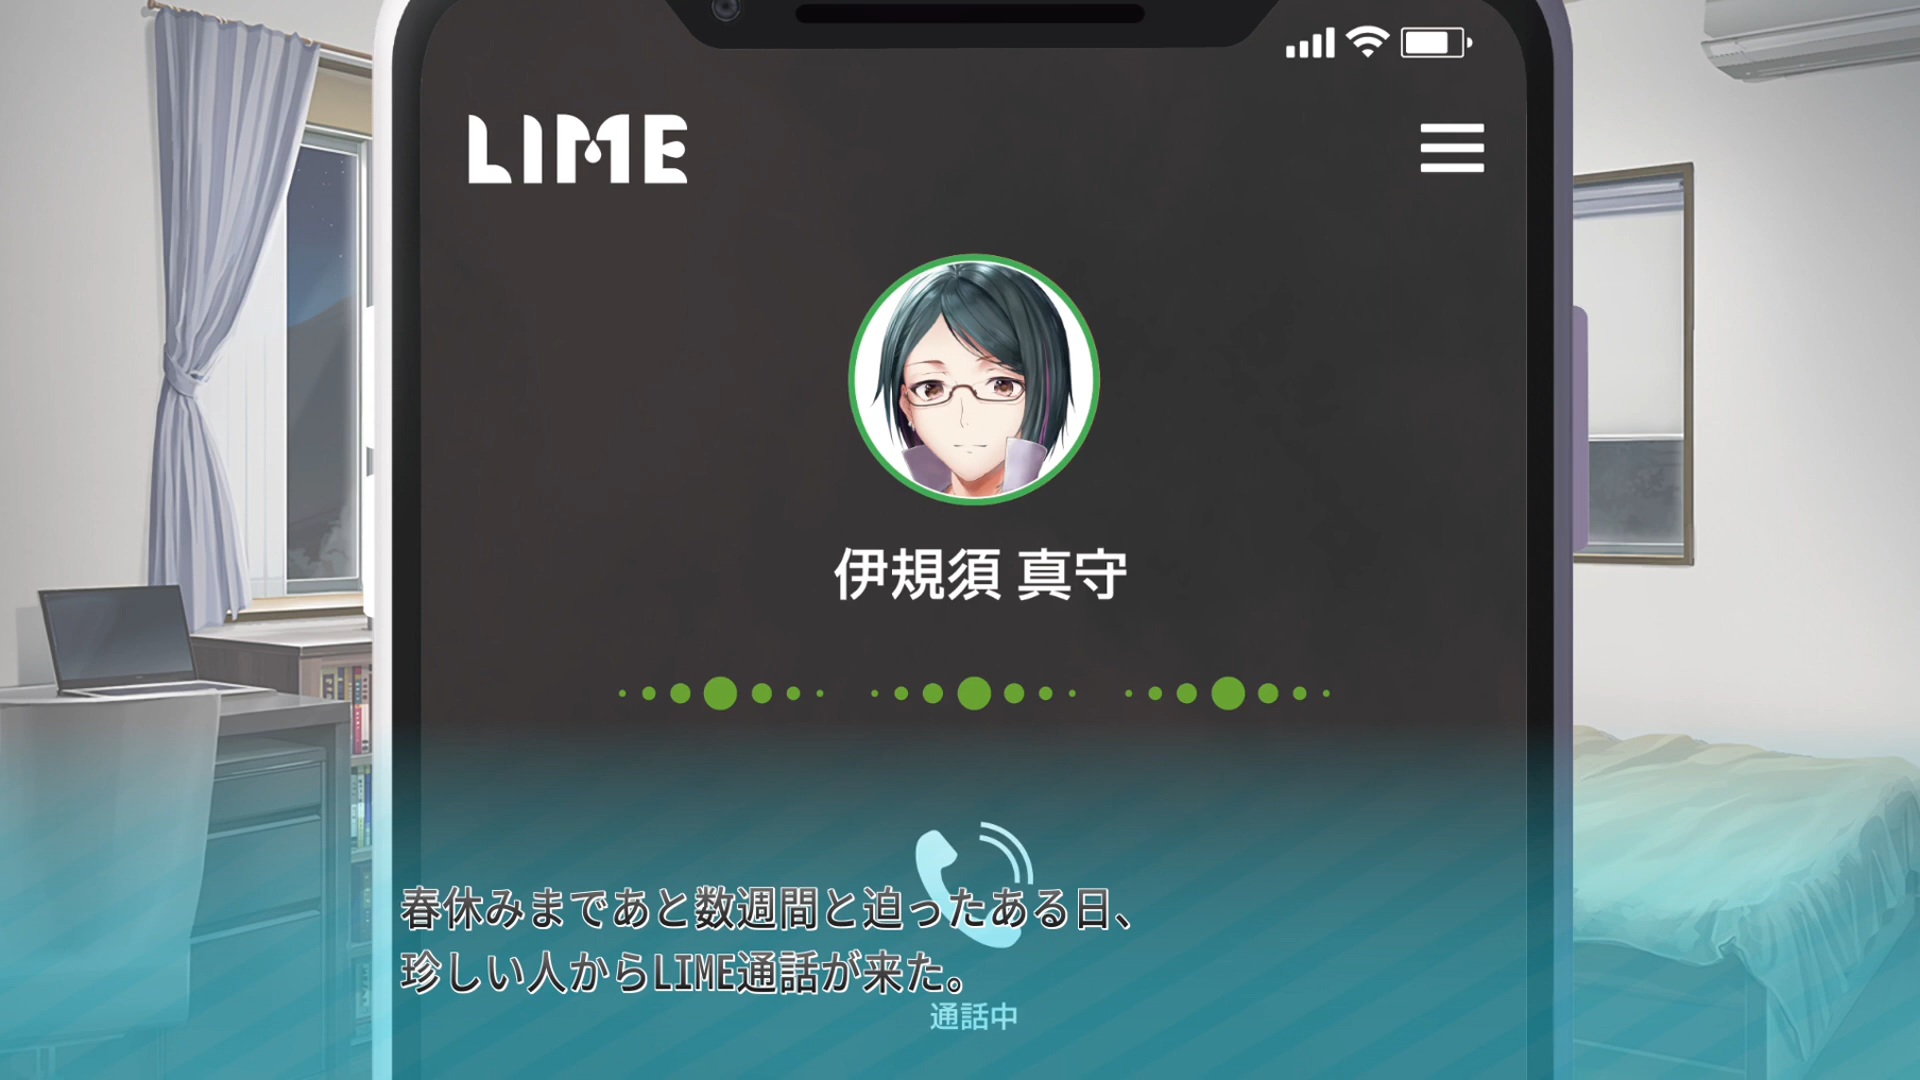 LIME
伊規須 真守
春休みまであと数週間と迫ったある日、
珍しい人からLIME通話が来た。
通話中